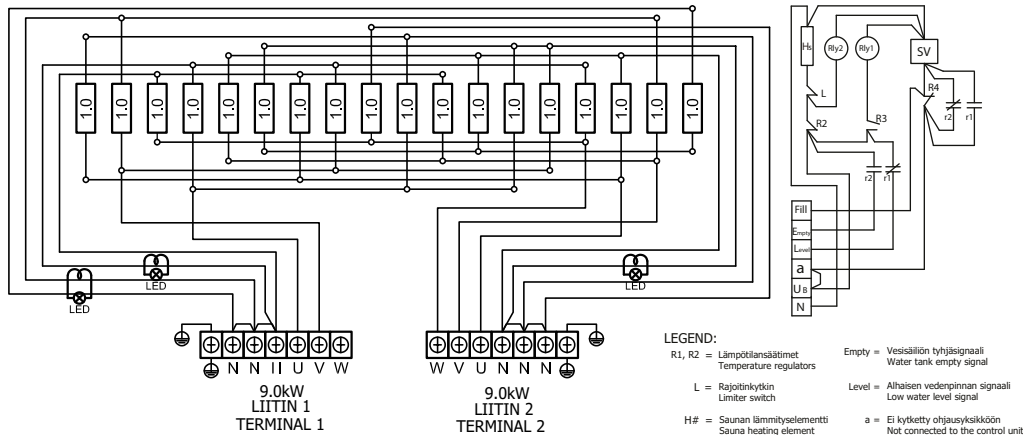 1.0 1.0 1.0 1.0 1.0 1.0 1.0 1.0 1.0 1.0 1.0 1.0 1.0 1.0 1.0 1.0 1.0 1.0
LED
LED
LED
N N II U V W
W V U N N N
9.0kW
LIITIN 1
TERMINAL 1
9.0kW
LIITIN 2
TERMINAL 2
Hs
Rly2
Rly1
SV
L
R4
r2
r1
R2
R3
r2
r1
Fill
Empty
Level
a
UB
N
LEGEND:
R1, R2 = Lämpötilansäätimet
Temperature regulators
L = Rajoitinkytkin
Limiter switch
H# = Saunan lämmityselementti
Sauna heating element
Empty = Vesisäiliön tyhjäsignaali
Water tank empty signal
Level = Alhaisen vedenpinnan signaali
Low water level signal
a = Ei kytketty ohjausyksikköön
Not connected to the control unit